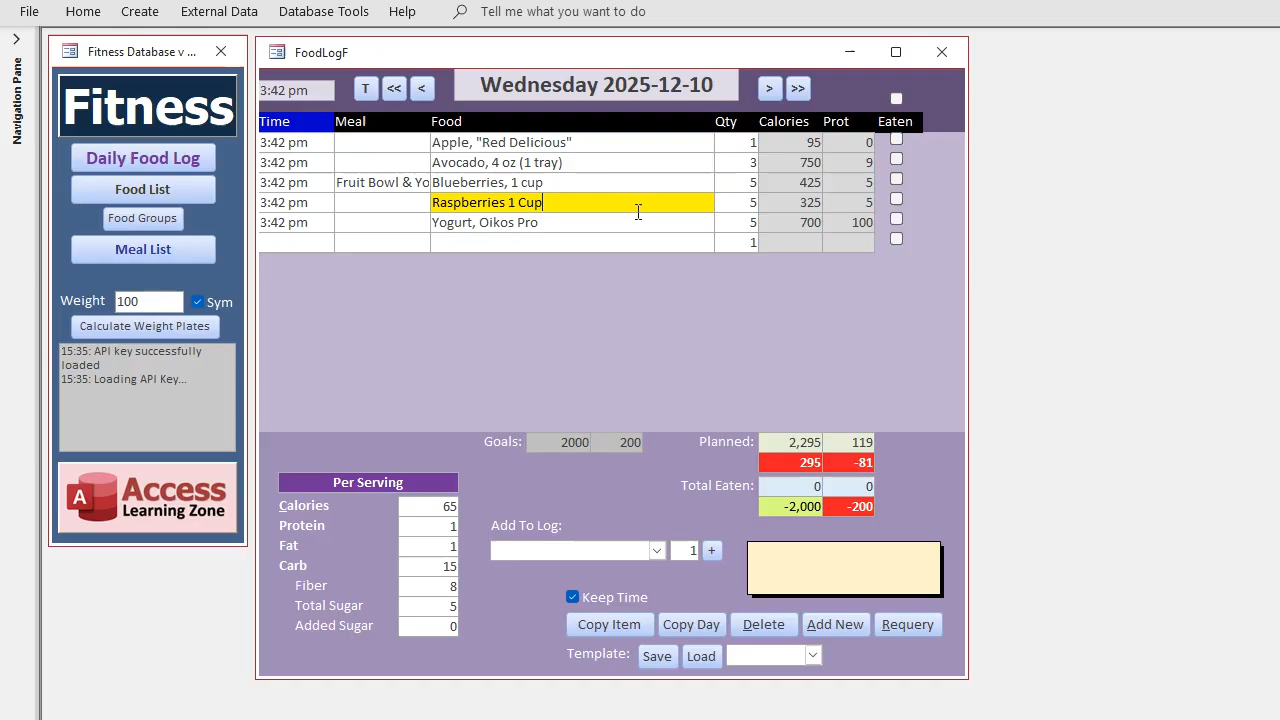 File Home Create External Data Database Tools Help Tell me what you want to do
Navigation Pane
Fitness Database v ...
Fitness
Daily Food Log
Food List
Food Groups
Meal List
Weight 100 Sym
Calculate Weight Plates
15:35: API key successfully
loaded
15:35: Loading API Key...
A Access
Learning Zone
FoodLogF
3:42 pm T << < Wednesday 2025-12-10 > >>
Time Meal Food Qty Calories Prot Eaten
3:42 pm Apple, "Red Delicious" 1 95 0
3:42 pm Avocado, 4 oz (1 tray) 3 750 9
3:42 pm Fruit Bowl & Yo Blueberries, 1 cup 5 425 5
3:42 pm Raspberries 1 Cup 5 325 5
3:42 pm Yogurt, Oikos Pro 5 700 100
1
Goals: 2000 200 Planned: 2,295 119
295 -81
Total Eaten: 0 0
-2,000 -200
Per Serving
Calories 65
Protein 1
Fat 1
Carb 15
Fiber 8
Total Sugar 5
Added Sugar 0
Add To Log:
1 +
Keep Time
Copy Item Copy Day Delete Add New Requery
Template: Save Load